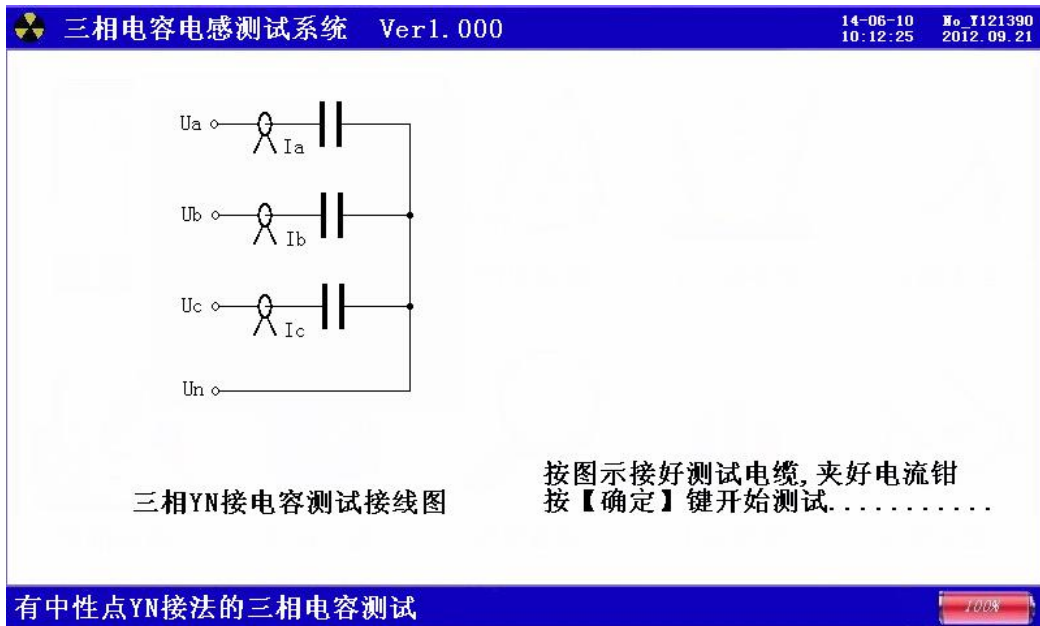 三相电容电感测试系统 Ver1.000
14-06-10 No_Y121390
10:12:25 2012.09.21
Ua
Ia
Ub
Ib
Uc
Ic
Un
三相YN接电容测试接线图
按图示接好测试电缆,夹好电流钳
按【确定】键开始测试...........
有中性点YN接法的三相电容测试
100%